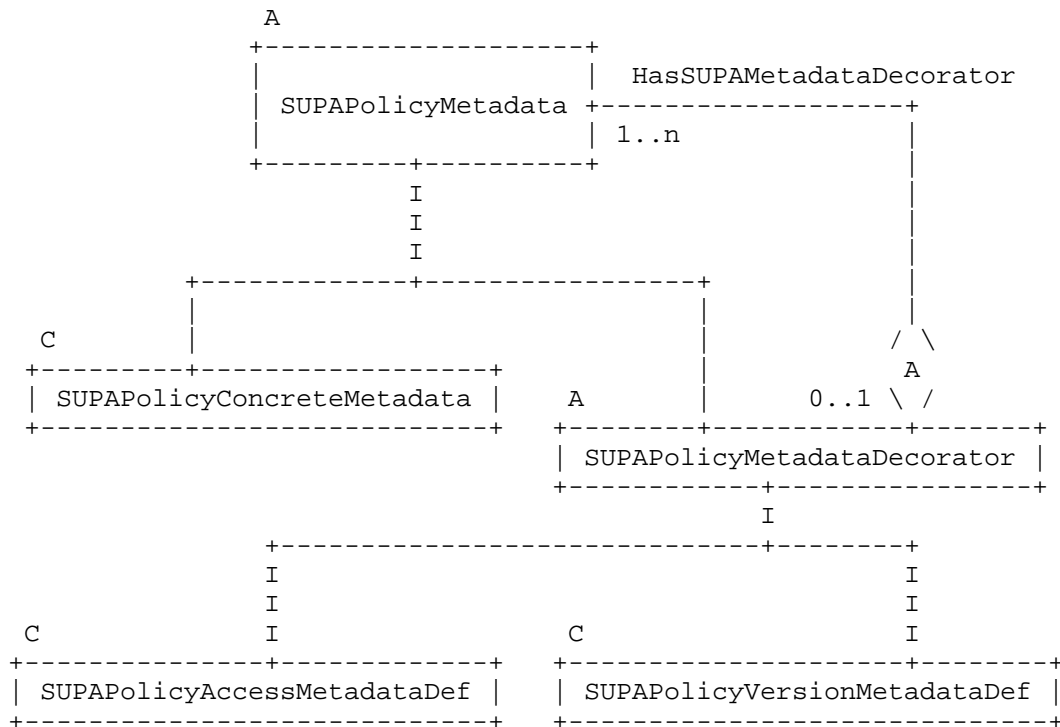 A
HasSUPAMetadataDecorator
SUPAPolicyMetadata
1..n
I
I
I
C
A
SUPAPolicyConcreteMetadata
A
0..1
SUPAPolicyMetadataDecorator
I
I I
I I
C I C I
SUPAPolicyAccessMetadataDef
SUPAPolicyVersionMetadataDef